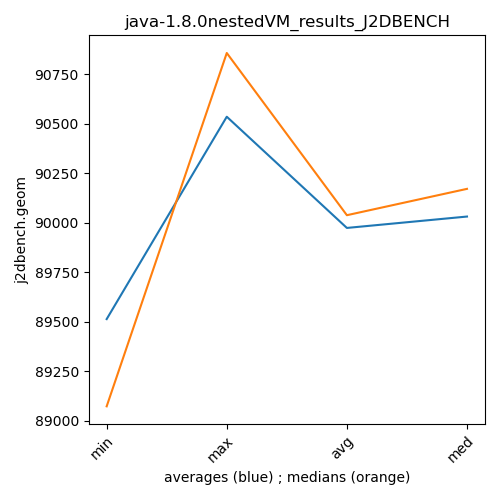 java-1.8.0nestedVM_results_J2DBENCH
j2dbench.geom
90750
90500
90250
90000
89750
89500
89250
89000
min
max
avg
med
averages (blue) ; medians (orange)